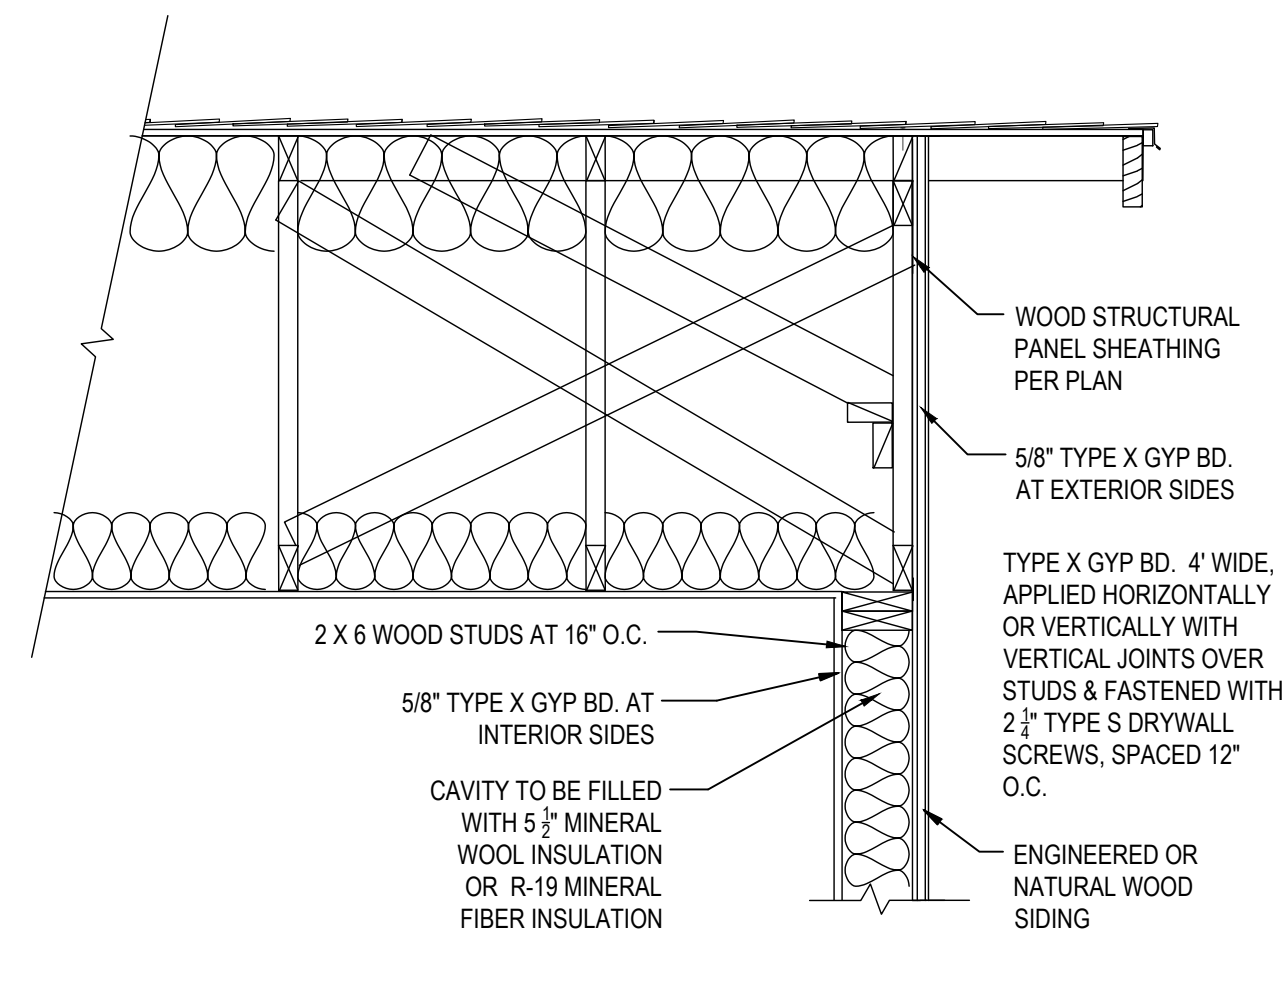 WOOD STRUCTURAL
PANEL SHEATHING
PER PLAN
5/8" TYPE X GYP BD.
AT EXTERIOR SIDES
TYPE X GYP BD. 4' WIDE,
APPLIED HORIZONTALLY
OR VERTICALLY WITH
VERTICAL JOINTS OVER
STUDS & FASTENED WITH
2 1/4" TYPE S DRYWALL
SCREWS, SPACED 12"
O.C.
ENGINEERED OR
NATURAL WOOD
SIDING
2 X 6 WOOD STUDS AT 16" O.C.
5/8" TYPE X GYP BD. AT
INTERIOR SIDES
CAVITY TO BE FILLED
WITH 5 1/2" MINERAL
WOOL INSULATION
OR R-19 MINERAL
FIBER INSULATION